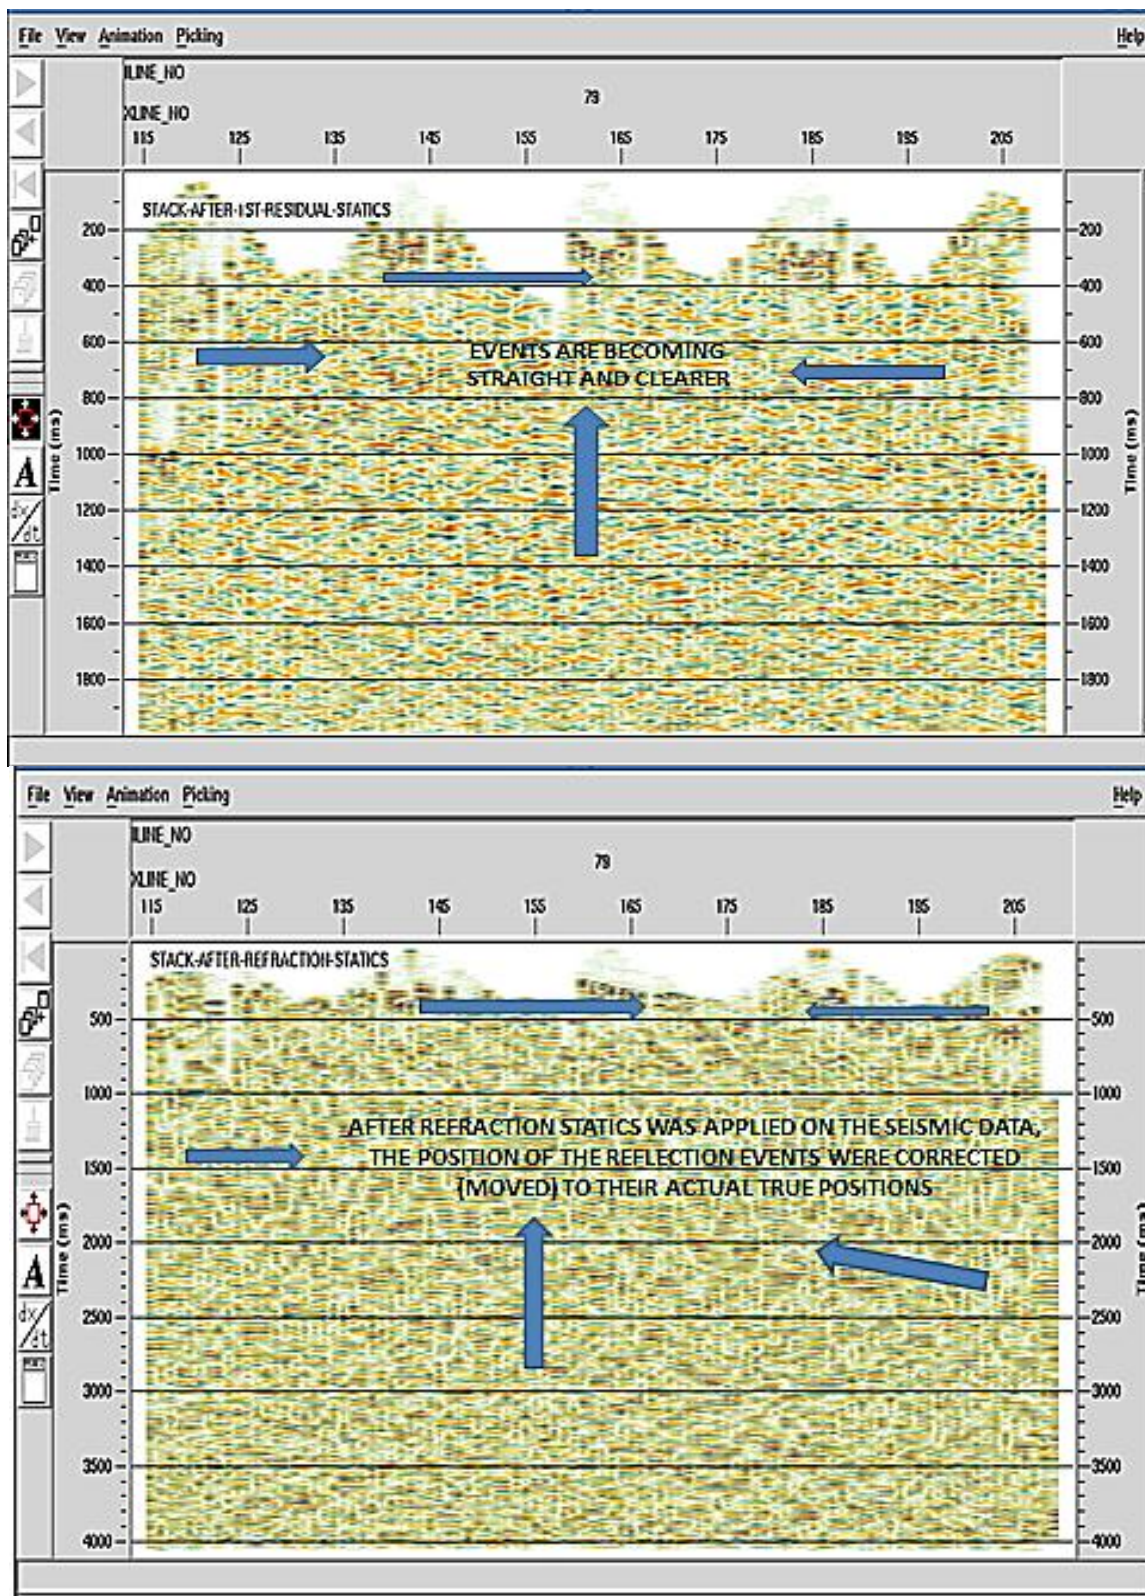 File View Animation Picking Help
ILINE_NO
79
XLINE_NO
115 125 135 145 155 165 175 185 195 205
STACK-AFTER-1ST-RESIDUAL-STATICS
200 200
400 400
600 600
EVENTS ARE BECOMING
STRAIGHT AND CLEARER
800 800
1000 1000
1200 1200
1400 1400
1600 1600
1800 1800
Time (ms) Time (ms)
A
dx/dt
File View Animation Picking Help
ILINE_NO
79
XLINE_NO
115 125 135 145 155 165 175 185 195 205
STACK-AFTER-REFRACTION-STATICS
500 500
1000 1000
AFTER REFRACTION STATICS WAS APPLIED ON THE SEISMIC DATA,
THE POSITION OF THE REFLECTION EVENTS WERE CORRECTED
(MOVED) TO THEIR ACTUAL TRUE POSITIONS
1500 1500
2000 2000
2500 2500
3000 3000
3500 3500
4000 4000
Time (ms) Time (ms)
A
dx/dt